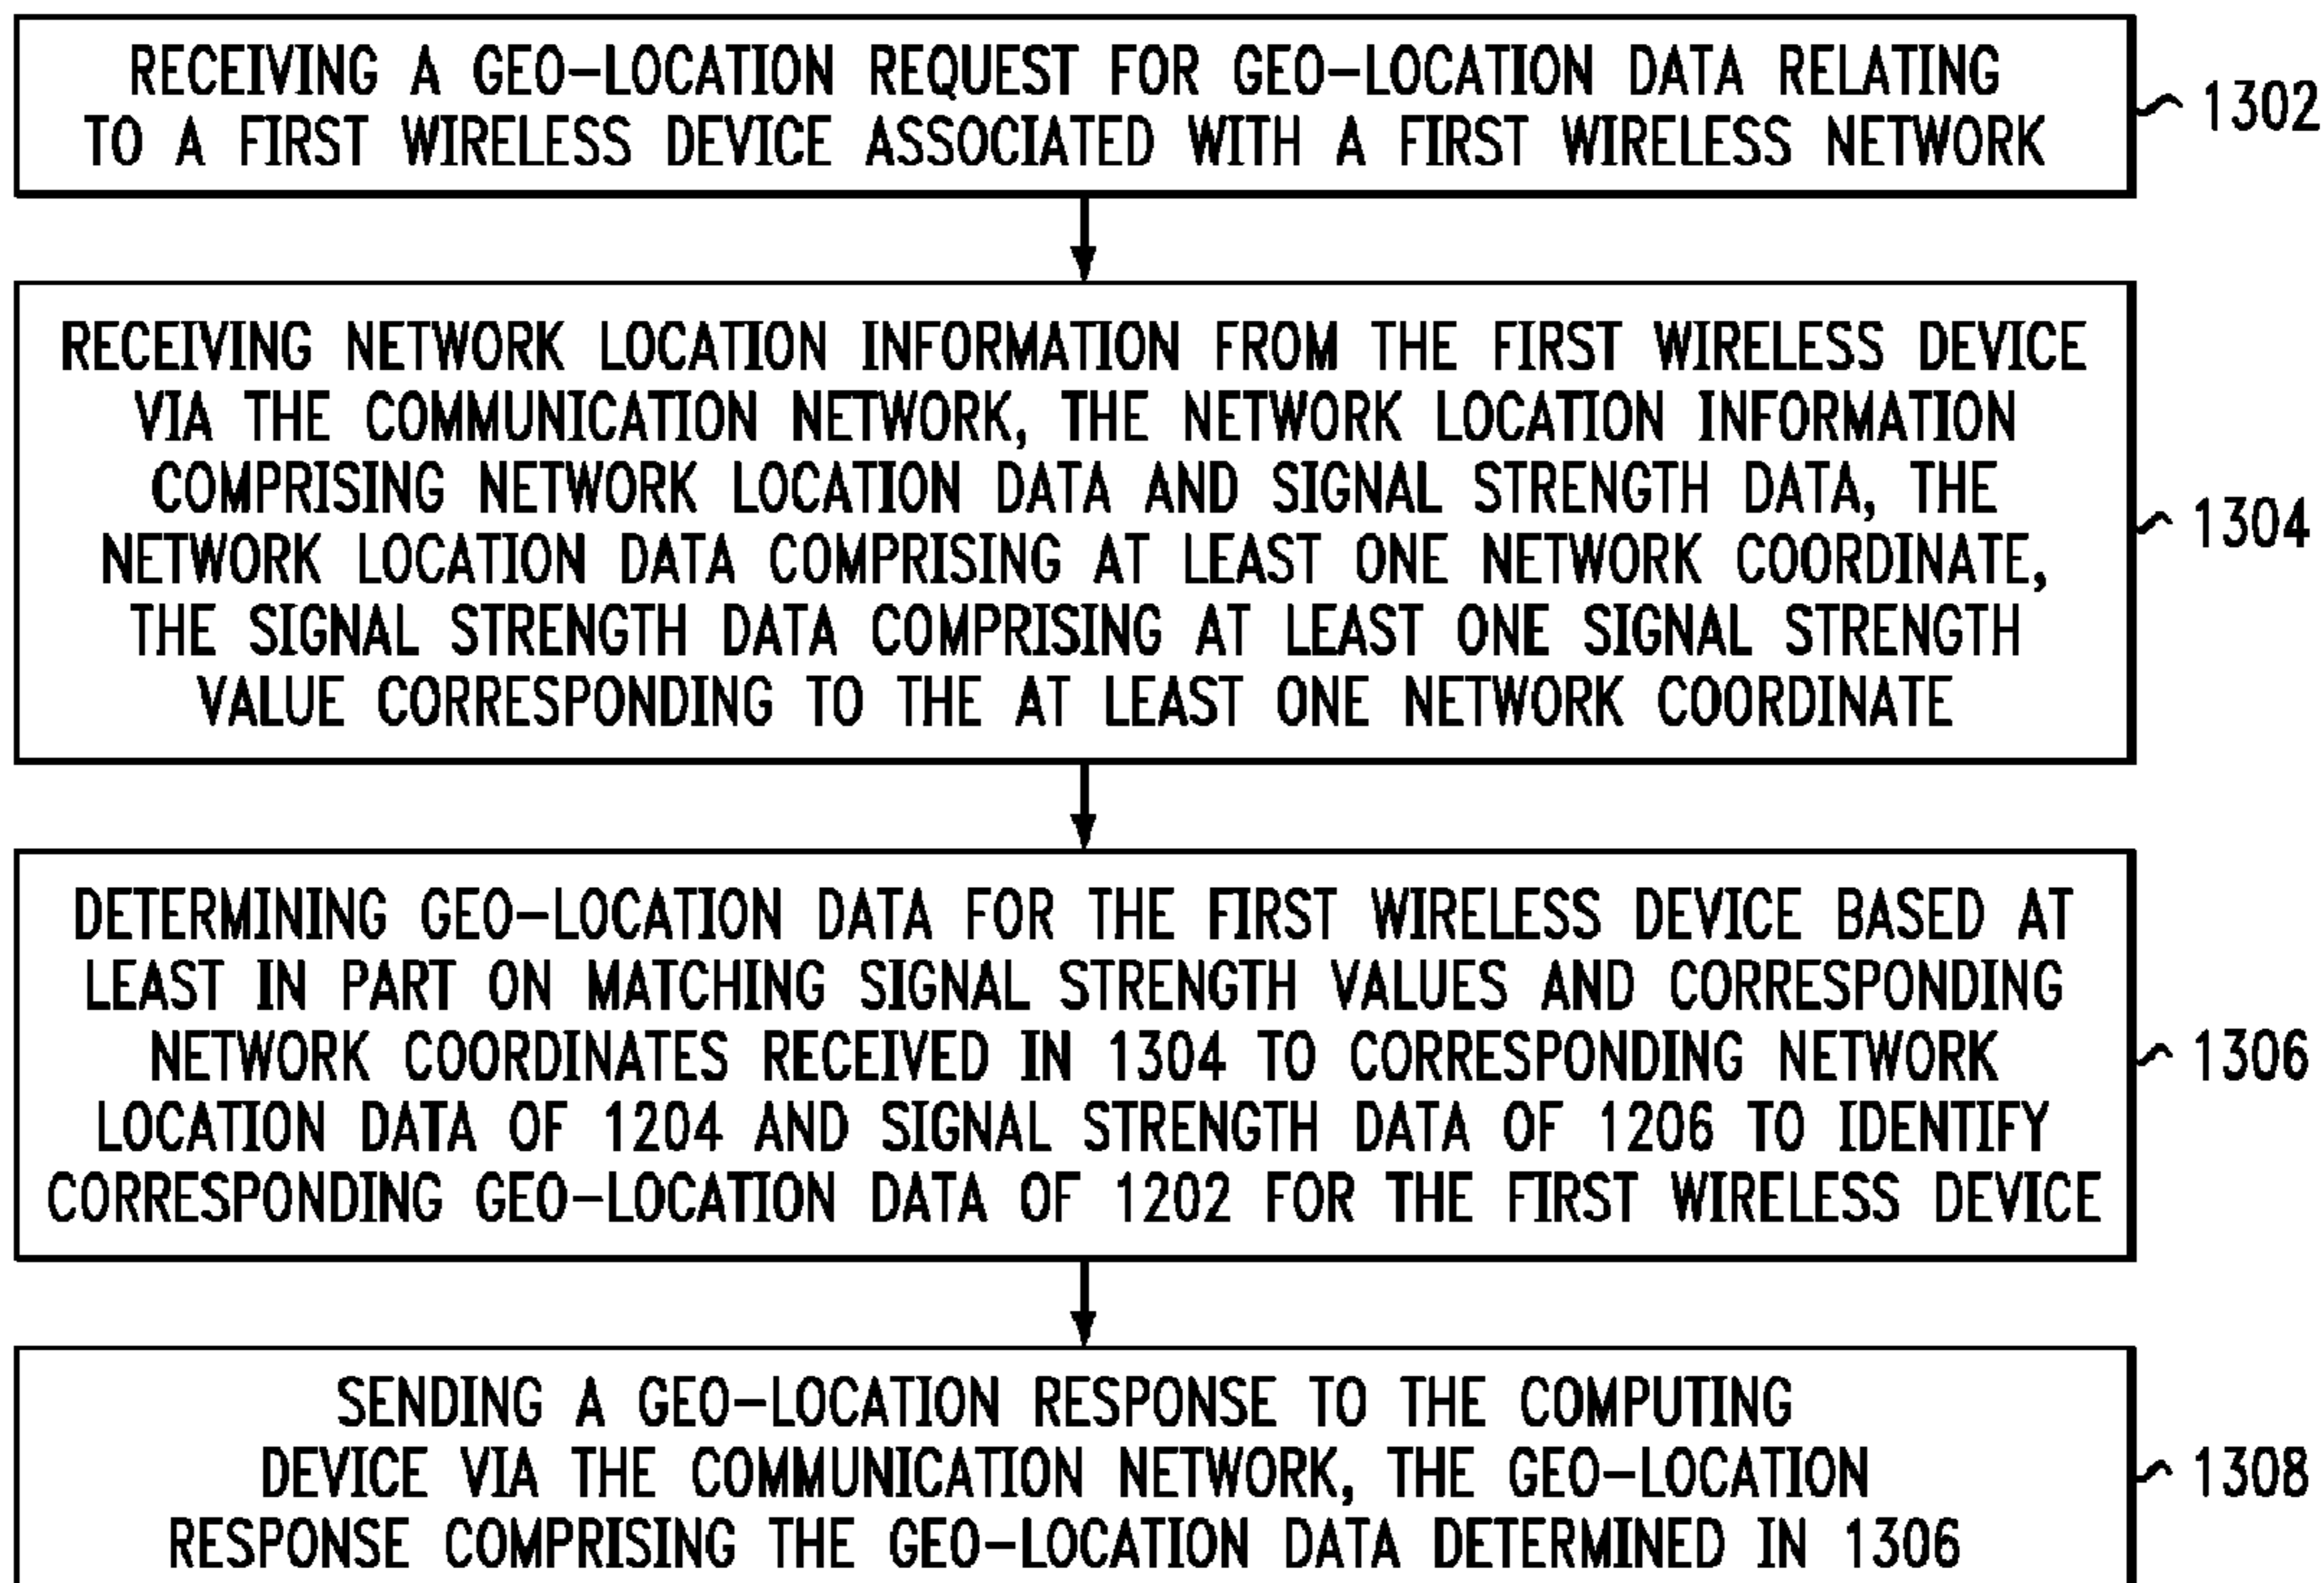 RECEIVING A GEO-LOCATION REQUEST FOR GEO-LOCATION DATA RELATING
TO A FIRST WIRELESS DEVICE ASSOCIATED WITH A FIRST WIRELESS NETWORK
1302
RECEIVING NETWORK LOCATION INFORMATION FROM THE FIRST WIRELESS DEVICE
VIA THE COMMUNICATION NETWORK, THE NETWORK LOCATION INFORMATION
COMPRISING NETWORK LOCATION DATA AND SIGNAL STRENGTH DATA, THE
NETWORK LOCATION DATA COMPRISING AT LEAST ONE NETWORK COORDINATE,
THE SIGNAL STRENGTH DATA COMPRISING AT LEAST ONE SIGNAL STRENGTH
VALUE CORRESPONDING TO THE AT LEAST ONE NETWORK COORDINATE
1304
DETERMINING GEO-LOCATION DATA FOR THE FIRST WIRELESS DEVICE BASED AT
LEAST IN PART ON MATCHING SIGNAL STRENGTH VALUES AND CORRESPONDING
NETWORK COORDINATES RECEIVED IN 1304 TO CORRESPONDING NETWORK
LOCATION DATA OF 1204 AND SIGNAL STRENGTH DATA OF 1206 TO IDENTIFY
CORRESPONDING GEO-LOCATION DATA OF 1202 FOR THE FIRST WIRELESS DEVICE
1306
SENDING A GEO-LOCATION RESPONSE TO THE COMPUTING
DEVICE VIA THE COMMUNICATION NETWORK, THE GEO-LOCATION
RESPONSE COMPRISING THE GEO-LOCATION DATA DETERMINED IN 1306
1308